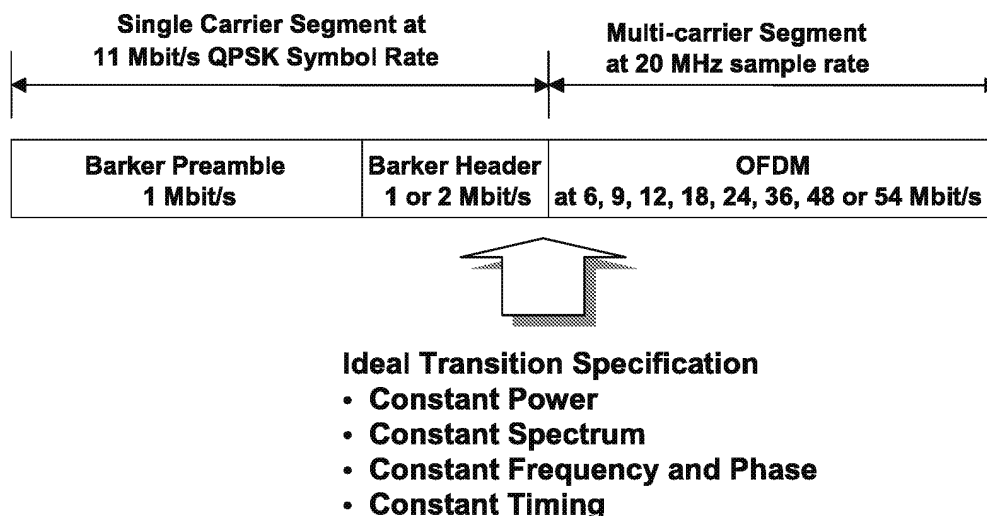 Single Carrier Segment at
11 Mbit/s QPSK Symbol Rate
Multi-carrier Segment
at 20 MHz sample rate
Barker Preamble
1 Mbit/s
Barker Header
1 or 2 Mbit/s
OFDM
at 6, 9, 12, 18, 24, 36, 48 or 54 Mbit/s
Ideal Transition Specification
• Constant Power
• Constant Spectrum
• Constant Frequency and Phase
• Constant Timing